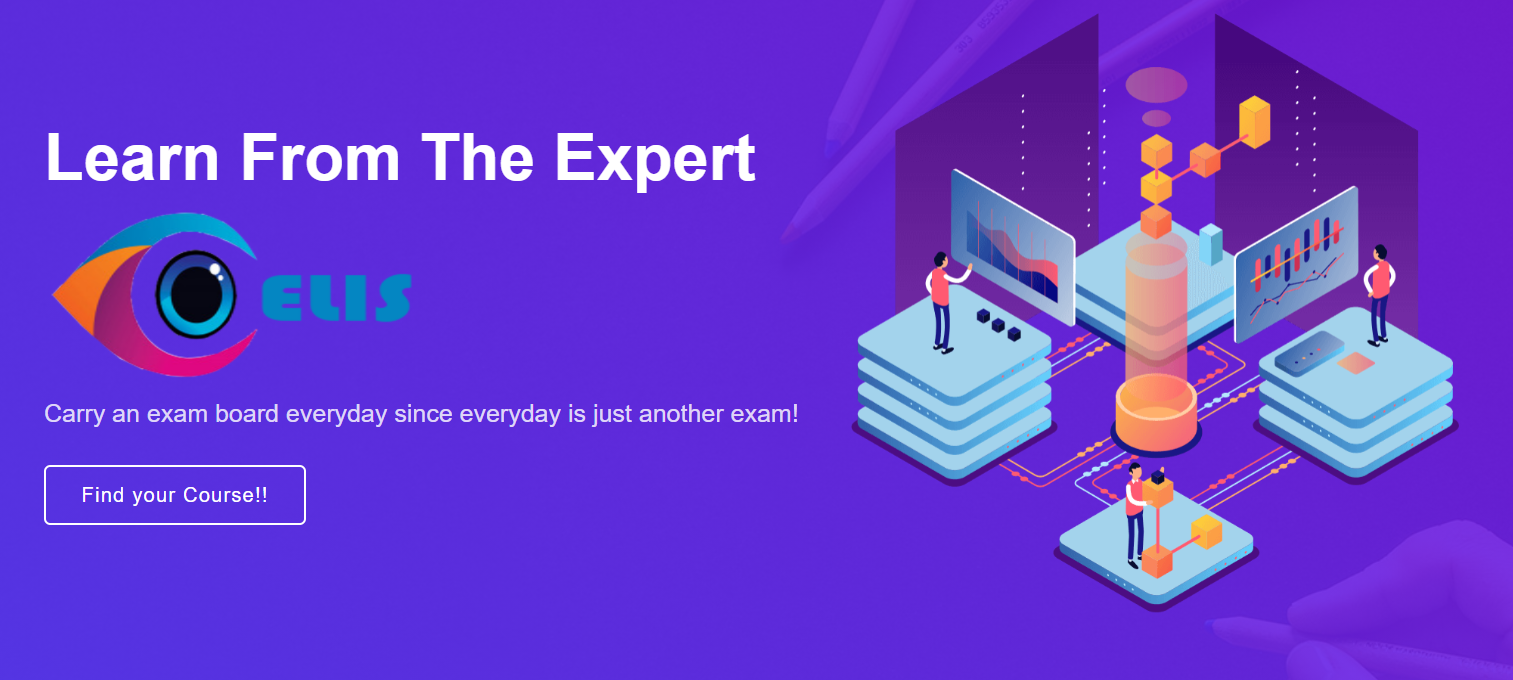 Learn From The Expert
ELIS
Carry an exam board everyday since everyday is just another exam!
Find your Course!!